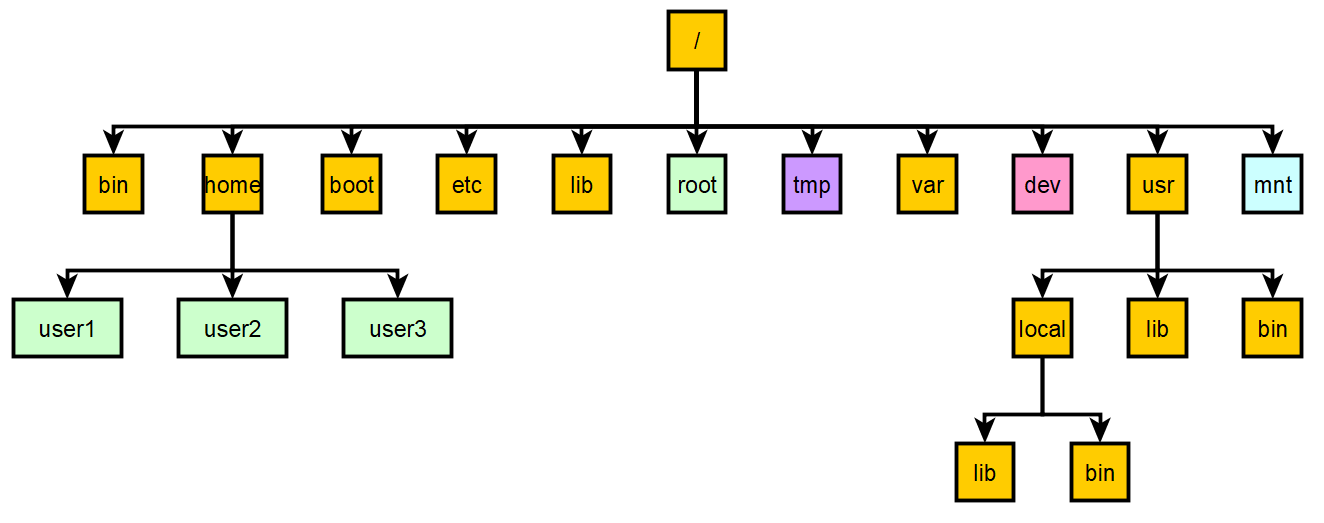 /
bin home boot etc lib root tmp var dev usr mnt
user1 user2 user3 local lib bin
lib bin